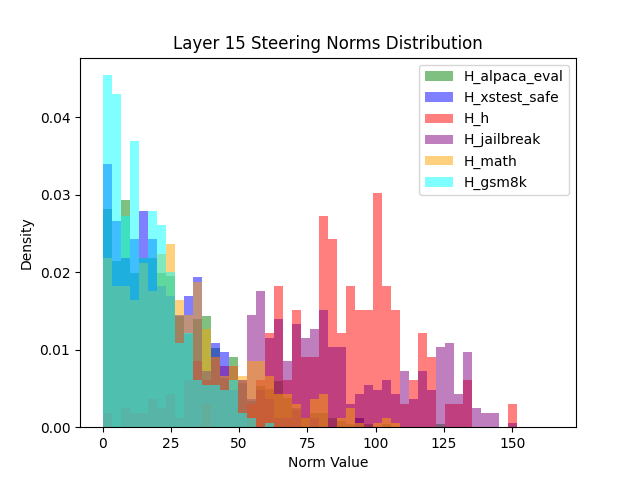 Layer 15 Steering Norms Distribution
H_alpaca_eval
H_xstest_safe
H_h
H_jailbreak
H_math
H_gsm8k
0.04
0.03
0.02
0.01
0.00
Density
0 25 50 75 100 125 150
Norm Value